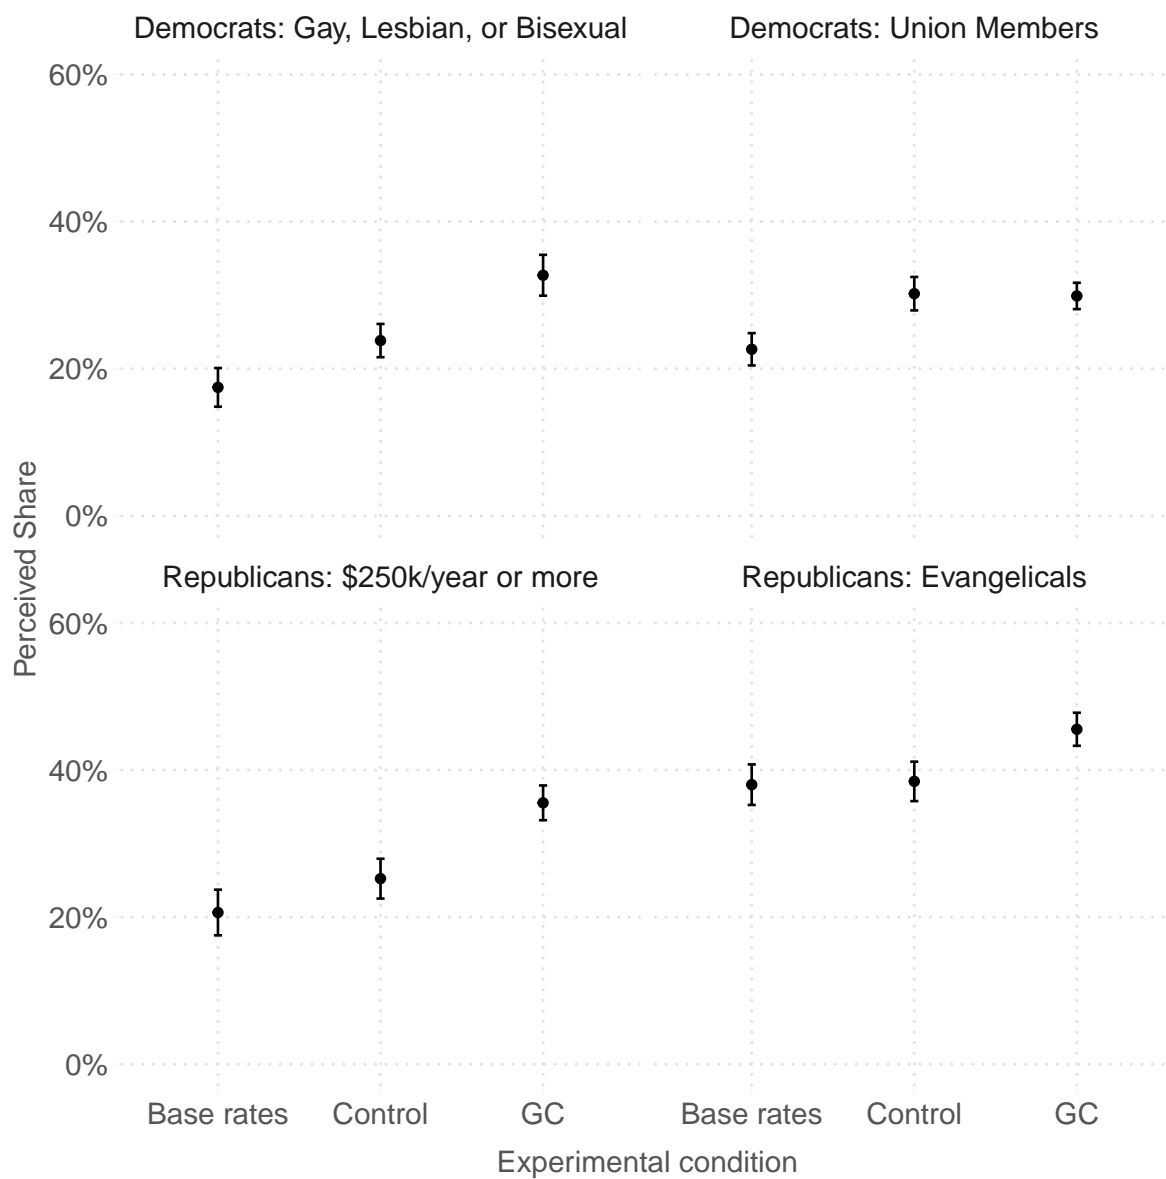 Democrats: Gay, Lesbian, or Bisexual
Democrats: Union Members
60%
40%
20%
0%
Republicans: $250k/year or more
Republicans: Evangelicals
60%
40%
20%
0%
Perceived Share
Base rates
Control
GC
Base rates
Control
GC
Experimental condition